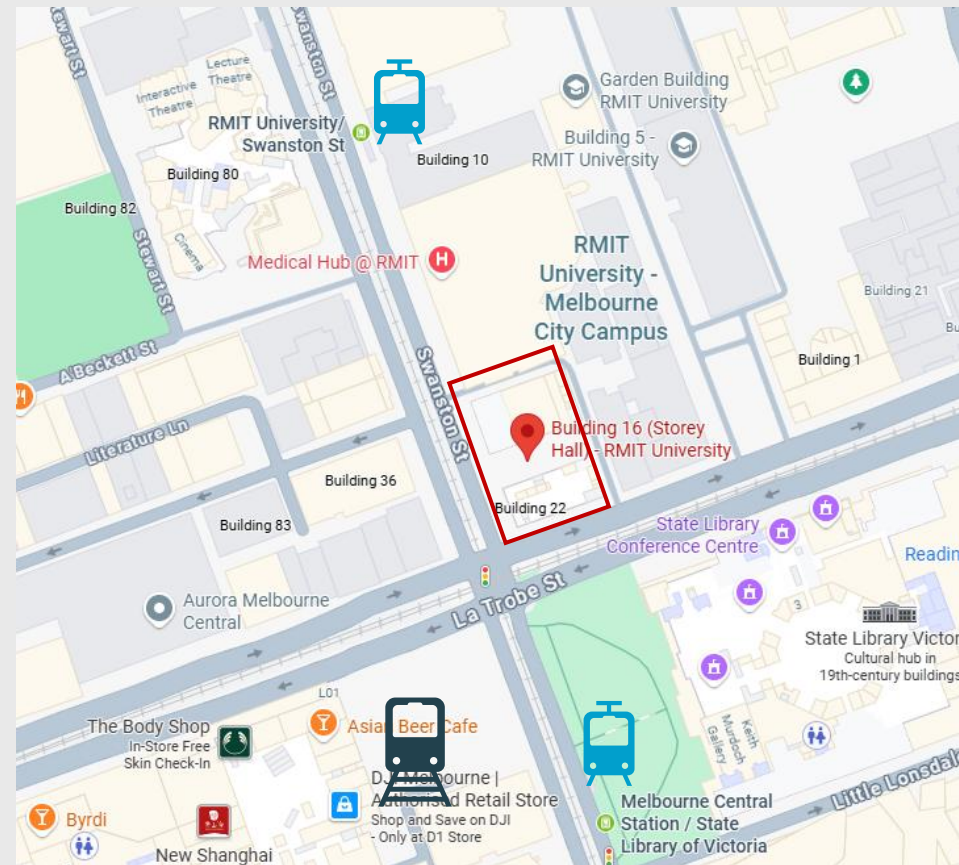 Stewart St
Swanston St
Lecture
Theatre
Interactive
Theatre
RMIT University/
Swanston St
Garden Building
RMIT University
Building 5 -
RMIT University
Building 10
Building 80
Building 82
Stewart St
Cinema
Medical Hub @ RMIT
H
RMIT
University -
Melbourne
City Campus
Building 21
Bu
Building 1
A'Beckett St
Swanston St
Literature Ln
Building 16 (Storey
Hall) - RMIT University
Building 36
Building 22
Building 83
State Library
Conference Centre
Readin
La Trobe St
Aurora Melbourne
Central
3
State Library Victor
Cultural hub in
19th-century buildings
L01
The Body Shop
In-Store Free
Skin Check-In
Asian Beer Cafe
Keith
Murdoch
Gallery
DJI Melbourne |
Authorised Retail Store
Shop and Save on DJI
- Only at D1 Store
Little Lonsdale
Byrdi
New Shanghai
Melbourne Central
Station / State
Library of Victoria